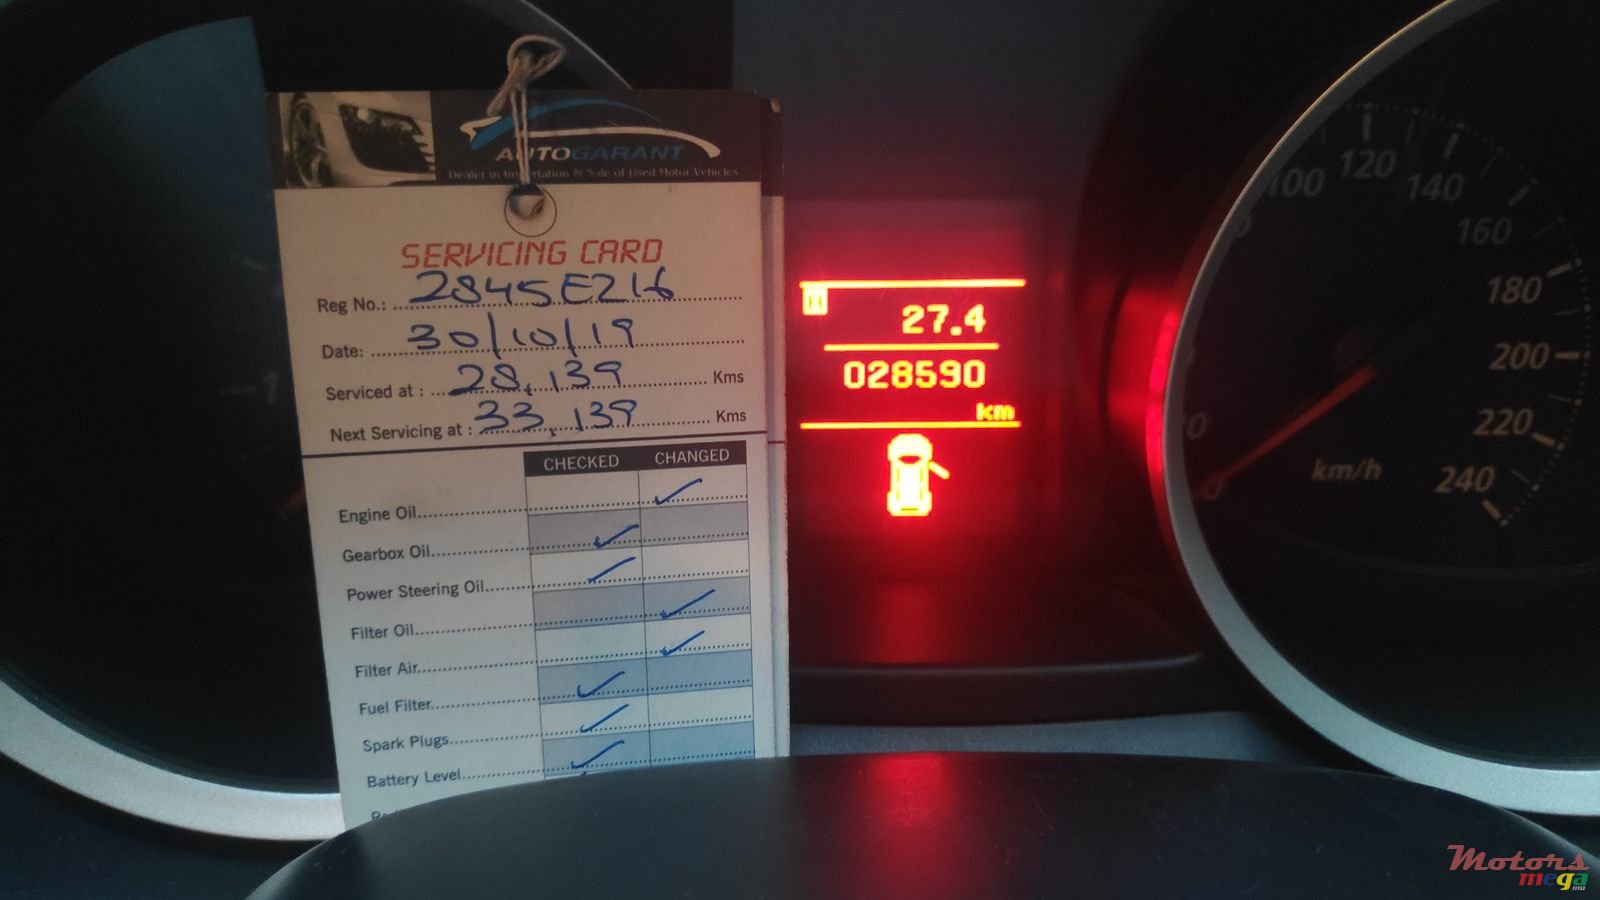 AUTOGARANT
Dealer in Importation & Sale of Used Motor Vehicles
SERVICING CARD
Reg No.: 2845EZ16
Date: 30/10/19
Serviced at : 28,139 Kms
Next Servicing at : 33,139 Kms
CHECKED CHANGED
Engine Oil
Gearbox Oil
Power Steering Oil
Filter Oil
Filter Air
Fuel Filter
Spark Plugs
Battery Level
27.4
028590
km
100
120
140
160
180
200
220
240
km/h
0
Motors
mega